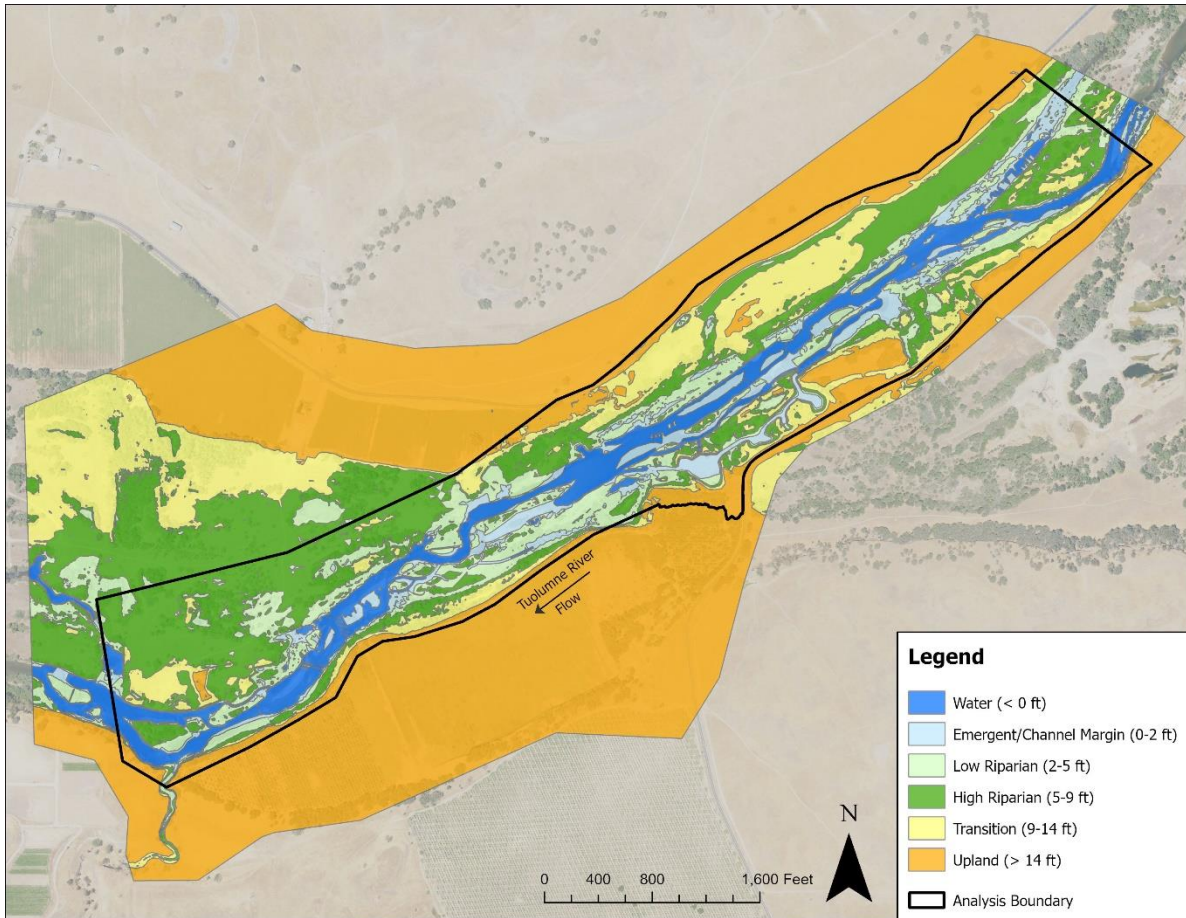 Tuolumne River
Flow
N
0 400 800 1,600 Feet
Legend
Water (< 0 ft)
Emergent/Channel Margin (0-2 ft)
Low Riparian (2-5 ft)
High Riparian (5-9 ft)
Transition (9-14 ft)
Upland (> 14 ft)
Analysis Boundary